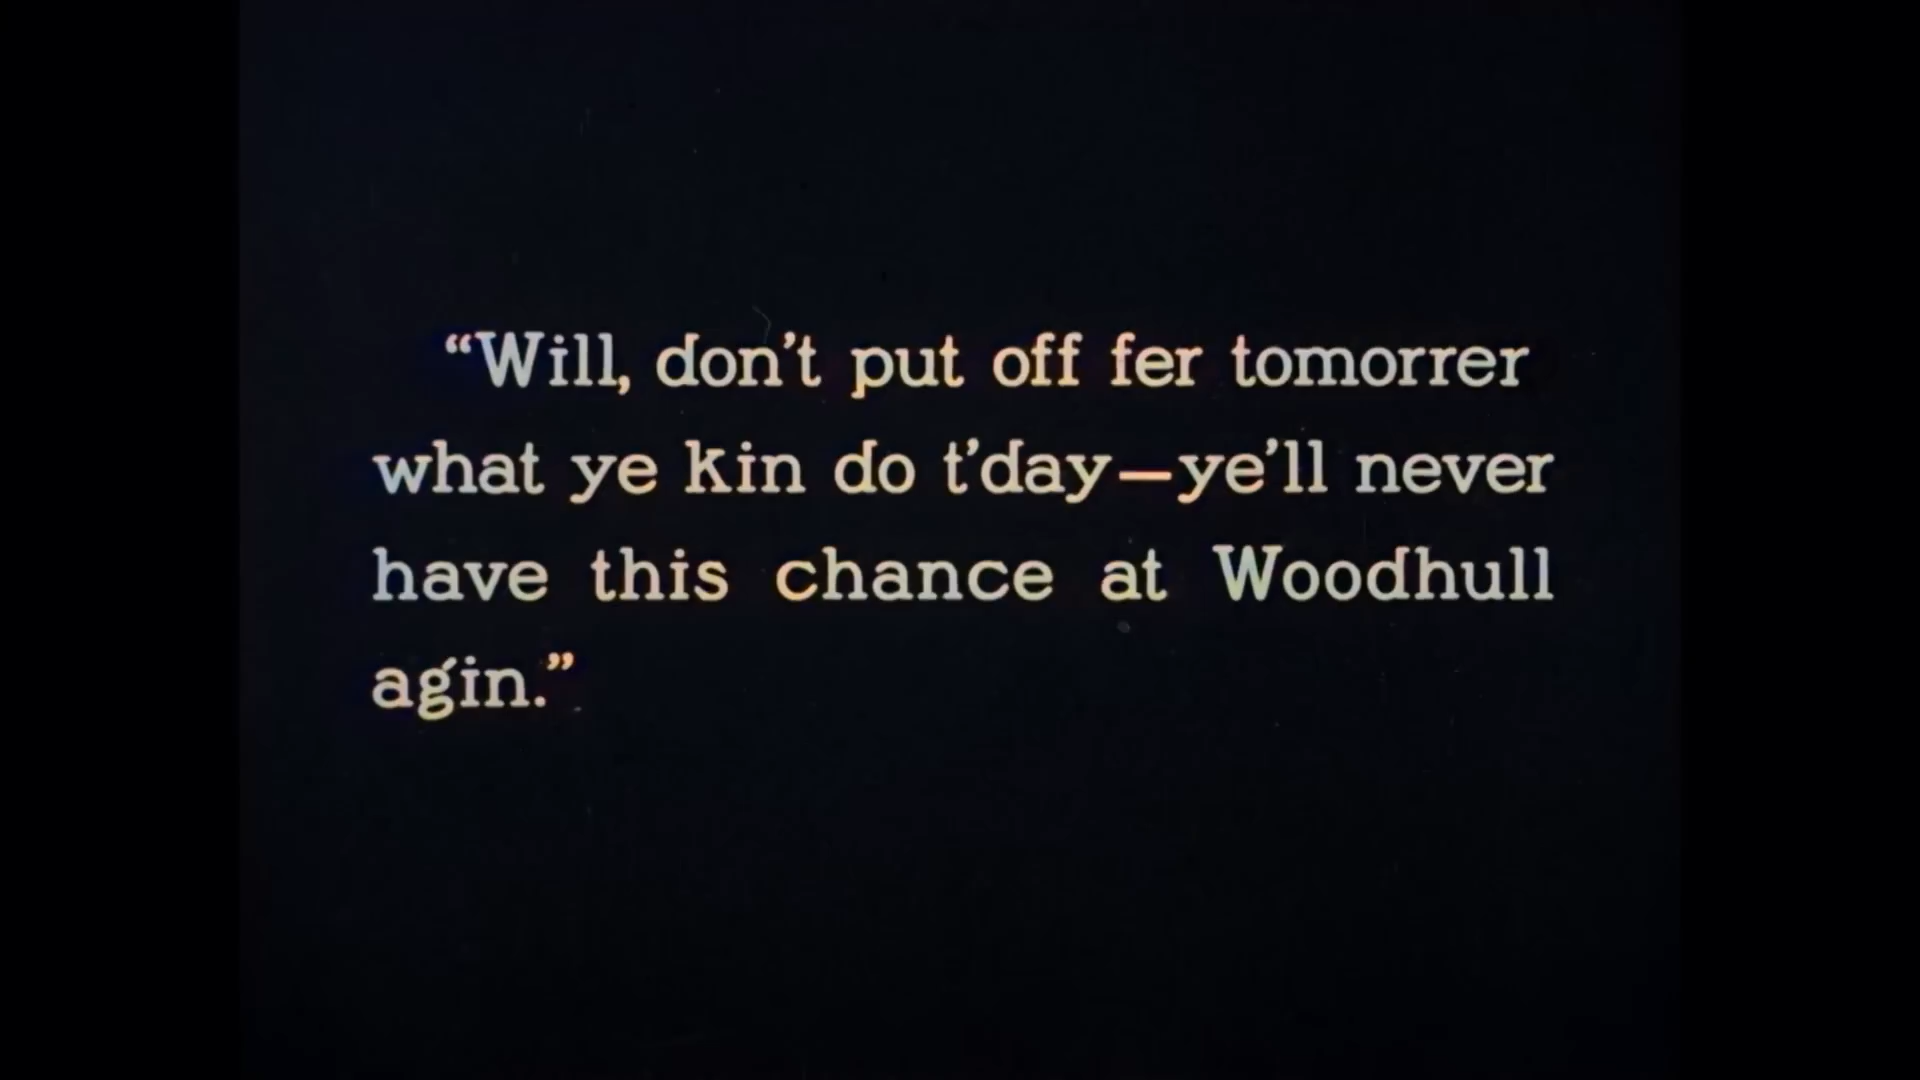 “Will, don’t put off fer tomorrer
what ye kin do t’day—ye’ll never
have this chance at Woodhull
agin.”